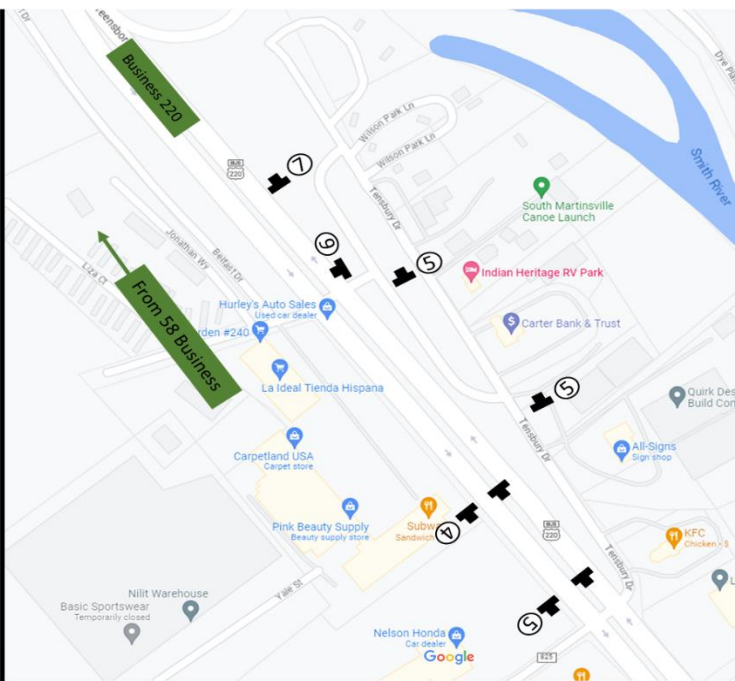 reensbor
Dr
Business 220
7
Wilson Park Ln
Wilson Park Ln
Dye Pla
Smith River
BUS
220
Tensbury Dr
South Martinsville
Canoe Launch
Jonathan Wy
Belfast Dr
6
5
Indian Heritage RV Park
Liza Ct
From 58 Business
Hurley's Auto Sales
Used car dealer
rden #240
Carter Bank & Trust
La Ideal Tienda Hispana
5
Quirk Des
Build Con
Tensbury Dr
Carpetland USA
Carpet store
All-Signs
Sign shop
Pink Beauty Supply
Beauty supply store
Subw
Sandwich
4
BUS
220
KFC
Chicken • $
Tensbury Dr
L
Yale St
Nilit Warehouse
Basic Sportswear
Temporarily closed
5
Nelson Honda
Car dealer
Google
825